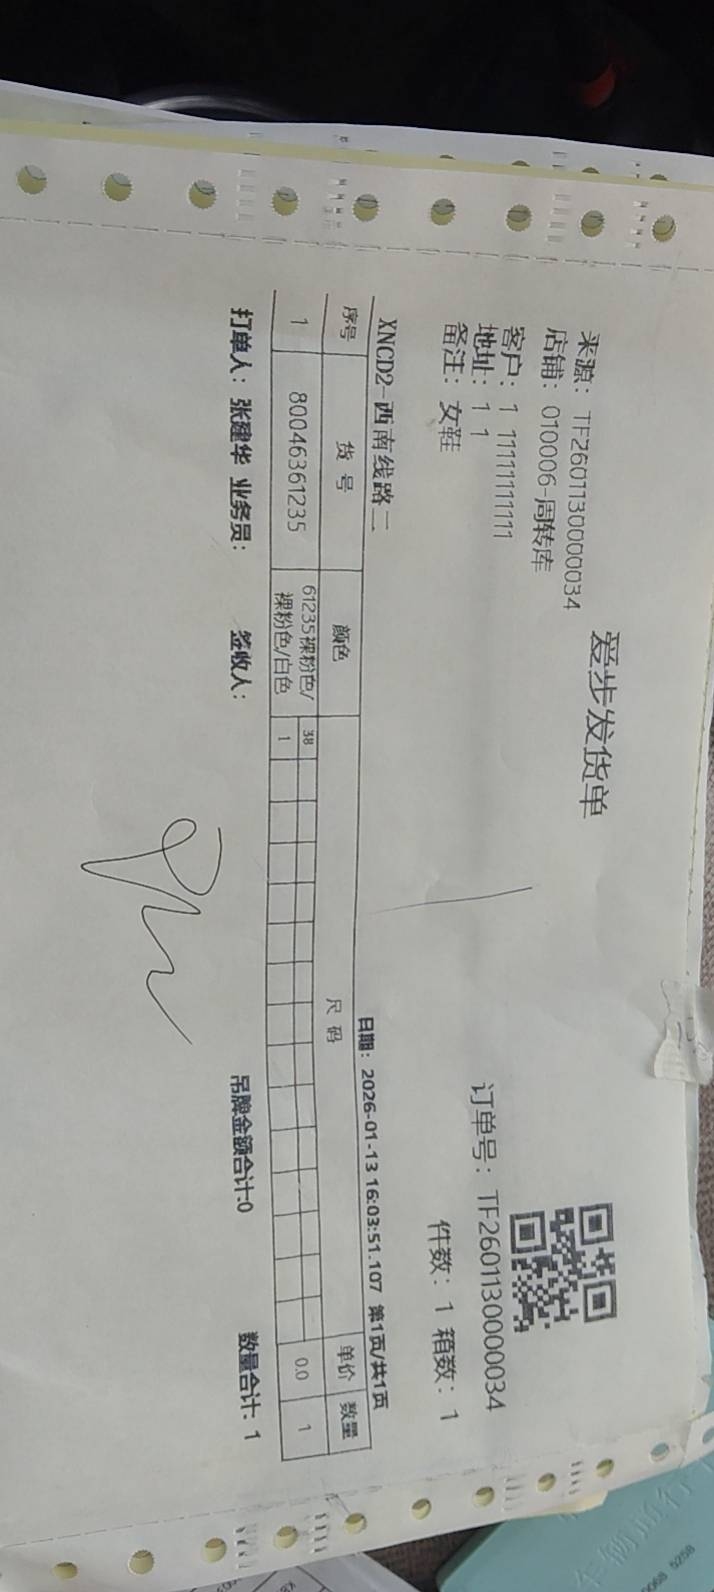 爱步发货单
来源：TF2601130000034
店铺：010006-周转库
订单号：TF2601130000034
客户：1 11111111111
地址：1 1
备注：女鞋
件数：1 箱数：1
XNCD2-西南线路二
日期：2026-01-13 16:03:51.107 第1页/共1页
序号 货号 颜色 尺码 单价 数量
38
1 80046361235 61235裸粉色/裸粉色/白色 1 0.0 1
打单人：张建华 业务员： 签收人： 吊牌金额合计:0 数量合计：1